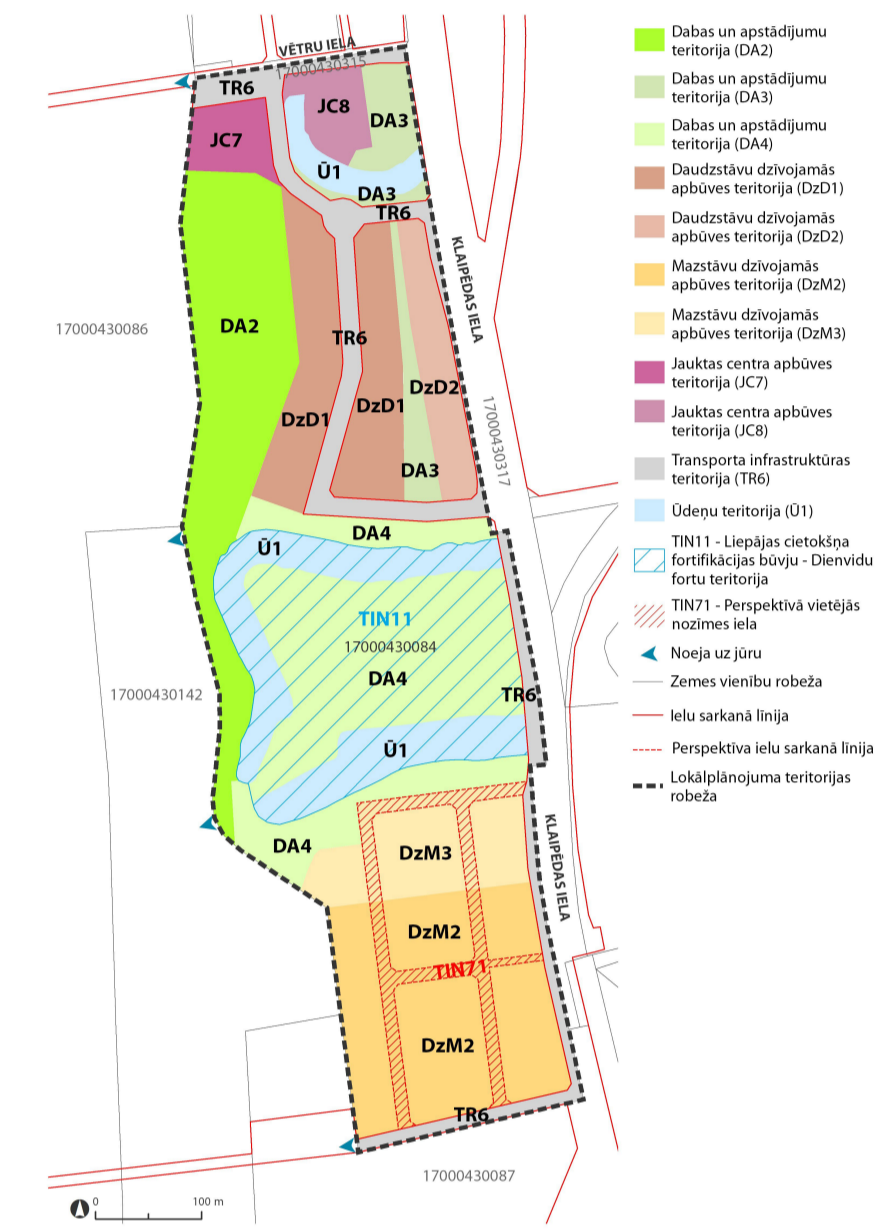 VĒTRU IELA
17000430315
TR6
JC8
DA3
JC7
Ū1
DA3
TR6
KLAIPĒDAS IELA
DA2
17000430086
TR6
DzD2
DzD1
DzD1
17000430317
DA3
DA4
Ū1
TIN11
17000430084
DA4
17000430142
TR6
Ū1
DA4
DzM3
KLAIPĒDAS IELA
DzM2
TIN71
DzM2
TR6
17000430087
0
100 m
Dabas un apstādījumu
teritorija (DA2)
Dabas un apstādījumu
teritorija (DA3)
Dabas un apstādījumu
teritorija (DA4)
Daudzstāvu dzīvojamās
apbūves teritorija (DzD1)
Daudzstāvu dzīvojamās
apbūves teritorija (DzD2)
Mazstāvu dzīvojamās
apbūves teritorija (DzM2)
Mazstāvu dzīvojamās
apbūves teritorija (DzM3)
Jauktas centra apbūves
teritorija (JC7)
Jauktas centra apbūves
teritorija (JC8)
Transporta infrastruktūras
teritorija (TR6)
Ūdeņu teritorija (Ū1)
TIN11 - Liepājas cietokšņa
fortifikācijas būvju - Dienvidu
fortu teritorija
TIN71 - Perspektīvā vietējās
nozīmes iela
Noeja uz jūru
Zemes vienību robeža
Ielu sarkanā līnija
Perspektīva ielu sarkanā līnija
Lokālplānojuma teritorijas
robeža